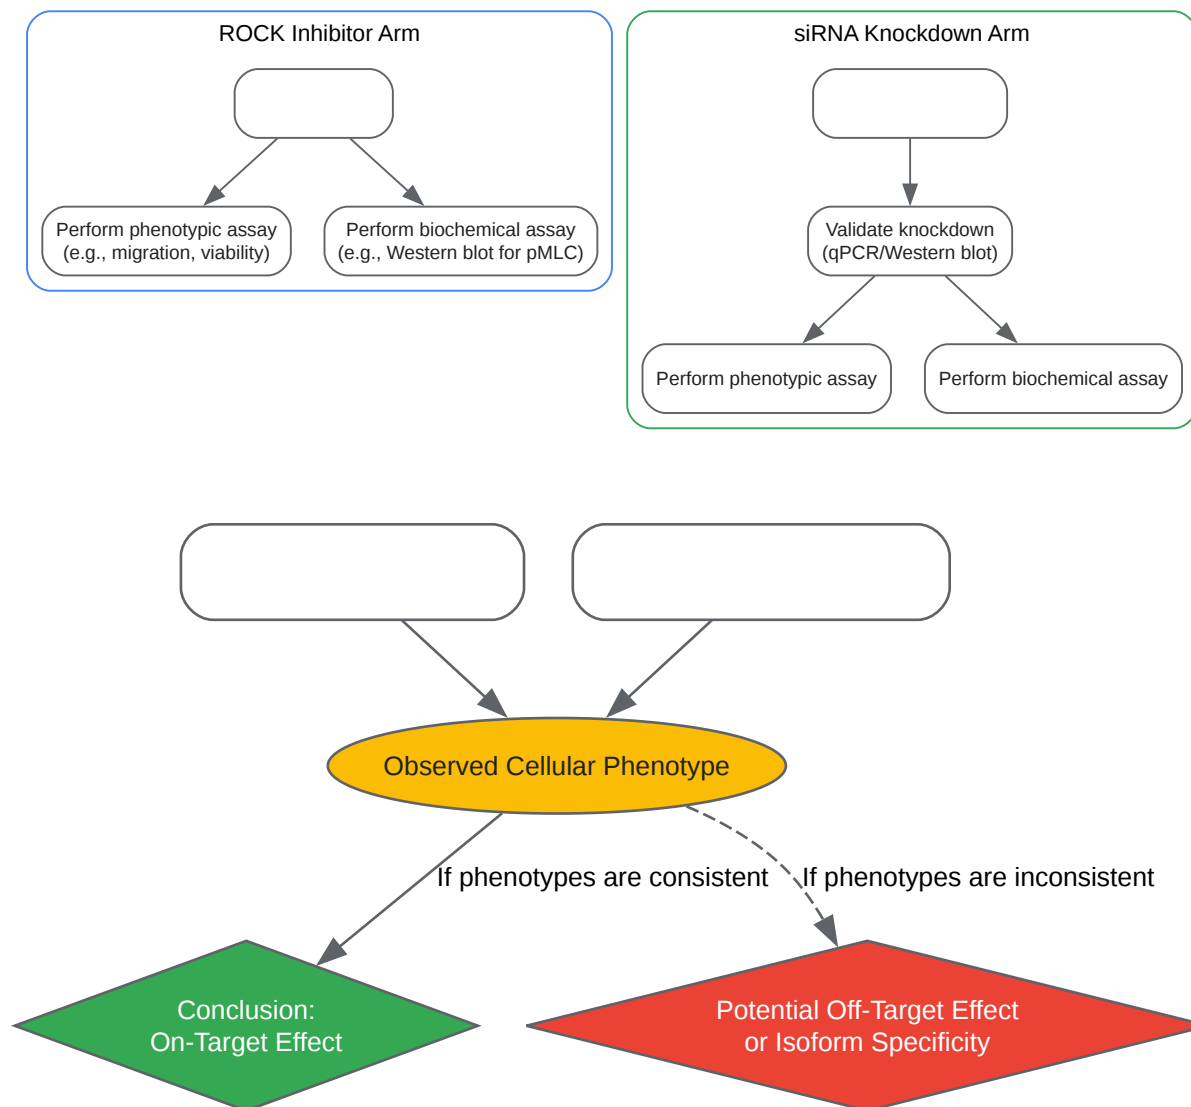 ROCK Inhibitor Arm
Perform phenotypic assay
(e.g., migration, viability)
Perform biochemical assay
(e.g., Western blot for pMLC)
siRNA Knockdown Arm
Validate knockdown
(qPCR/Western blot)
Perform phenotypic assay
Perform biochemical assay
Observed Cellular Phenotype
If phenotypes are consistent
If phenotypes are inconsistent
Conclusion:
On-Target Effect
Potential Off-Target Effect
or Isoform Specificity